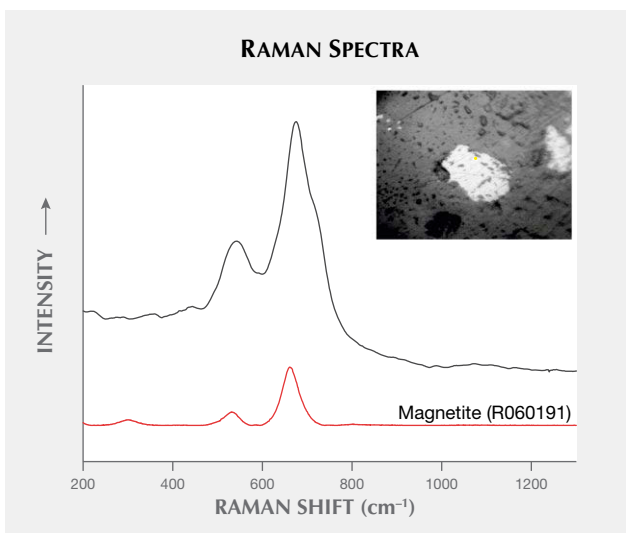 RAMAN SPECTRA
INTENSITY
Magnetite (R060191)
200 400 600 800 1000 1200
RAMAN SHIFT (cm⁻¹)